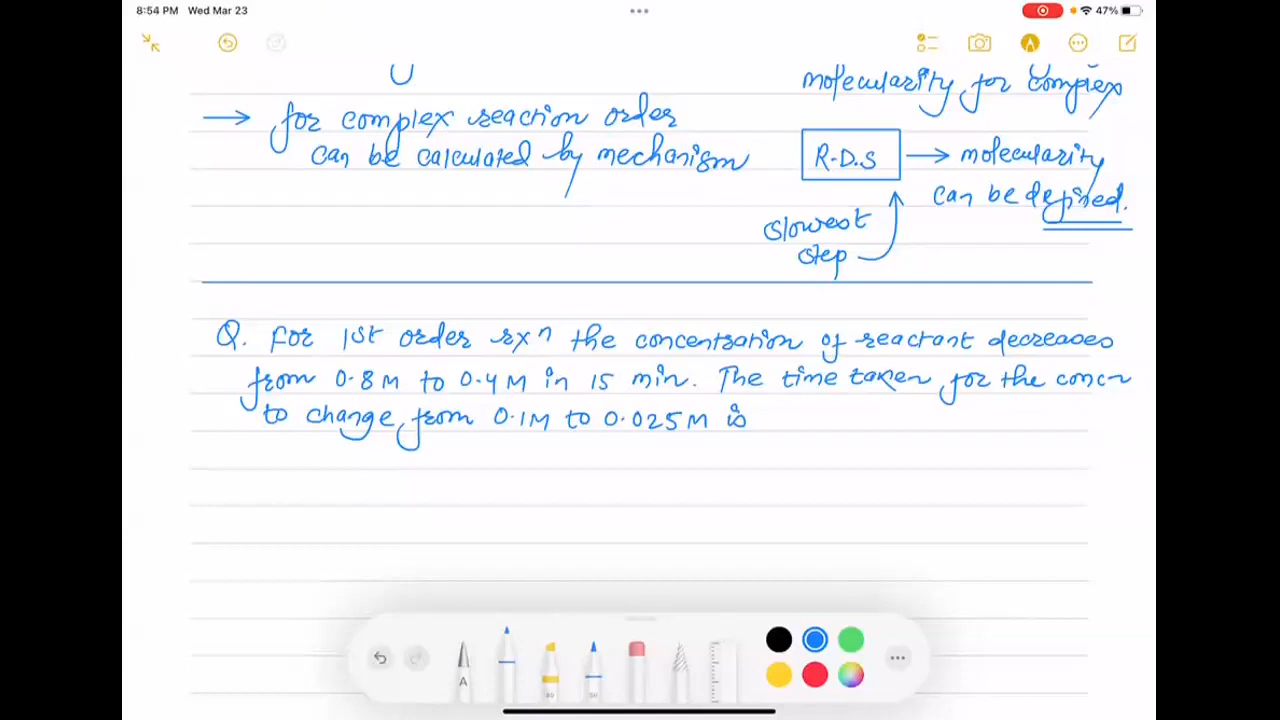 8:54 PM Wed Mar 23
47%
molecularity for complex
→ for complex reaction order
can be calculated by mechanism
R.D.S → molecularity
can be defined.
slowest
step
Q. For 1st order rxn the concentration of reactant decreases
from 0.8M to 0.4M in 15 min. The time taken for the concn
to change from 0.1M to 0.025M is
A
80
50